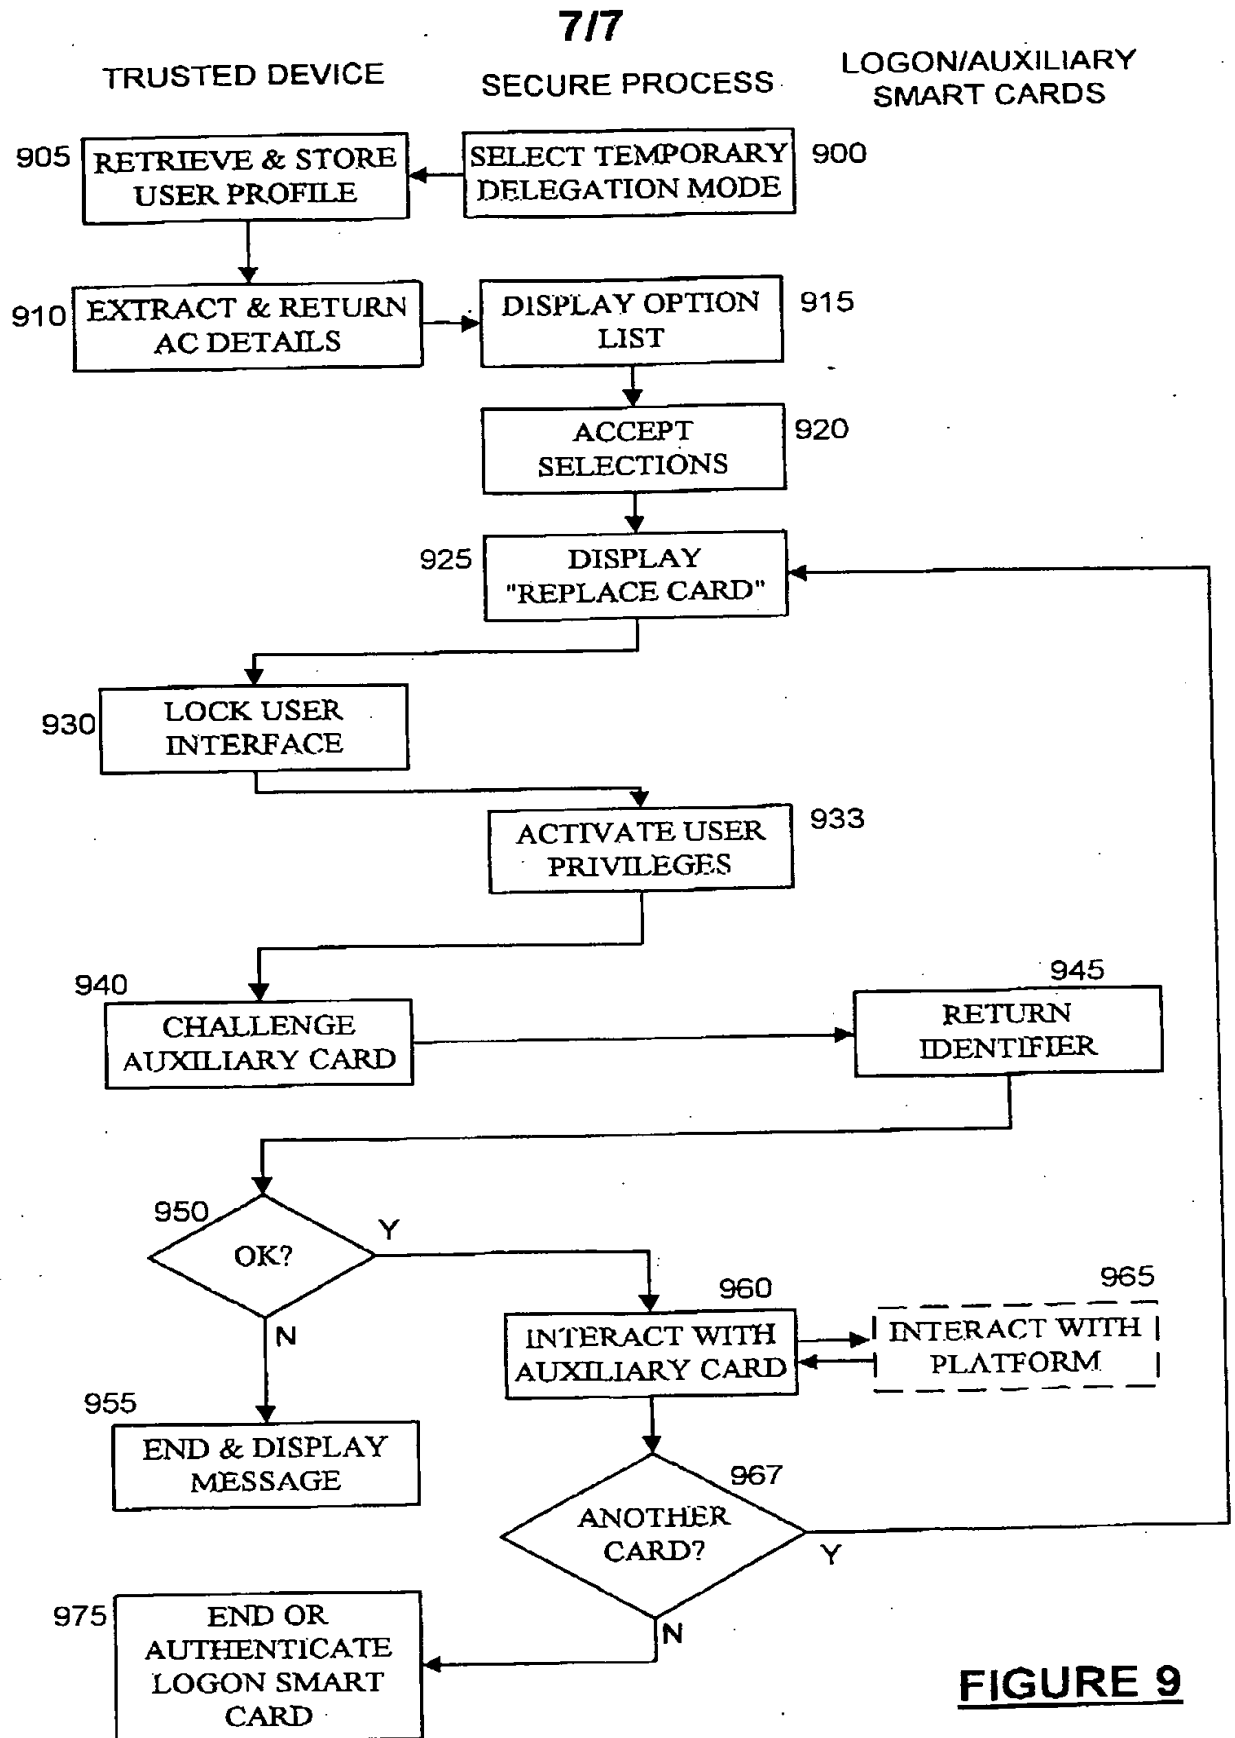 7/7
TRUSTED DEVICE
SECURE PROCESS
LOGON/AUXILIARY
SMART CARDS
905
RETRIEVE & STORE
USER PROFILE
SELECT TEMPORARY
DELEGATION MODE
900
910
EXTRACT & RETURN
AC DETAILS
DISPLAY OPTION
LIST
915
ACCEPT
SELECTIONS
920
925
DISPLAY
"REPLACE CARD"
930
LOCK USER
INTERFACE
ACTIVATE USER
PRIVILEGES
933
940
CHALLENGE
AUXILIARY CARD
945
RETURN
IDENTIFIER
950
OK?
Y
N
960
INTERACT WITH
AUXILIARY CARD
965
INTERACT WITH
PLATFORM
955
END & DISPLAY
MESSAGE
967
ANOTHER
CARD?
Y
N
975
END OR
AUTHENTICATE
LOGON SMART
CARD
FIGURE 9